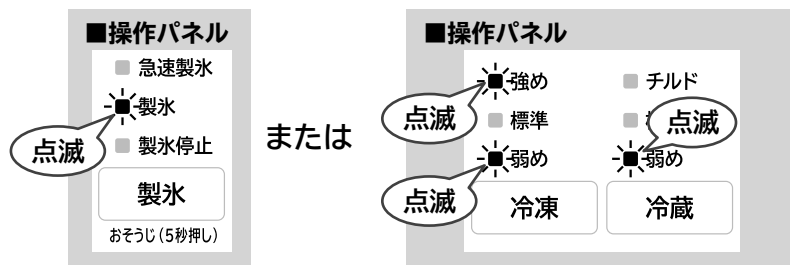 ■操作パネル
急速製氷
製氷
点滅
製氷停止
製氷
おそうじ(5秒押し)
または
■操作パネル
強め
チルド
点滅
標準
点滅
弱め
弱め
点滅
冷凍
冷蔵